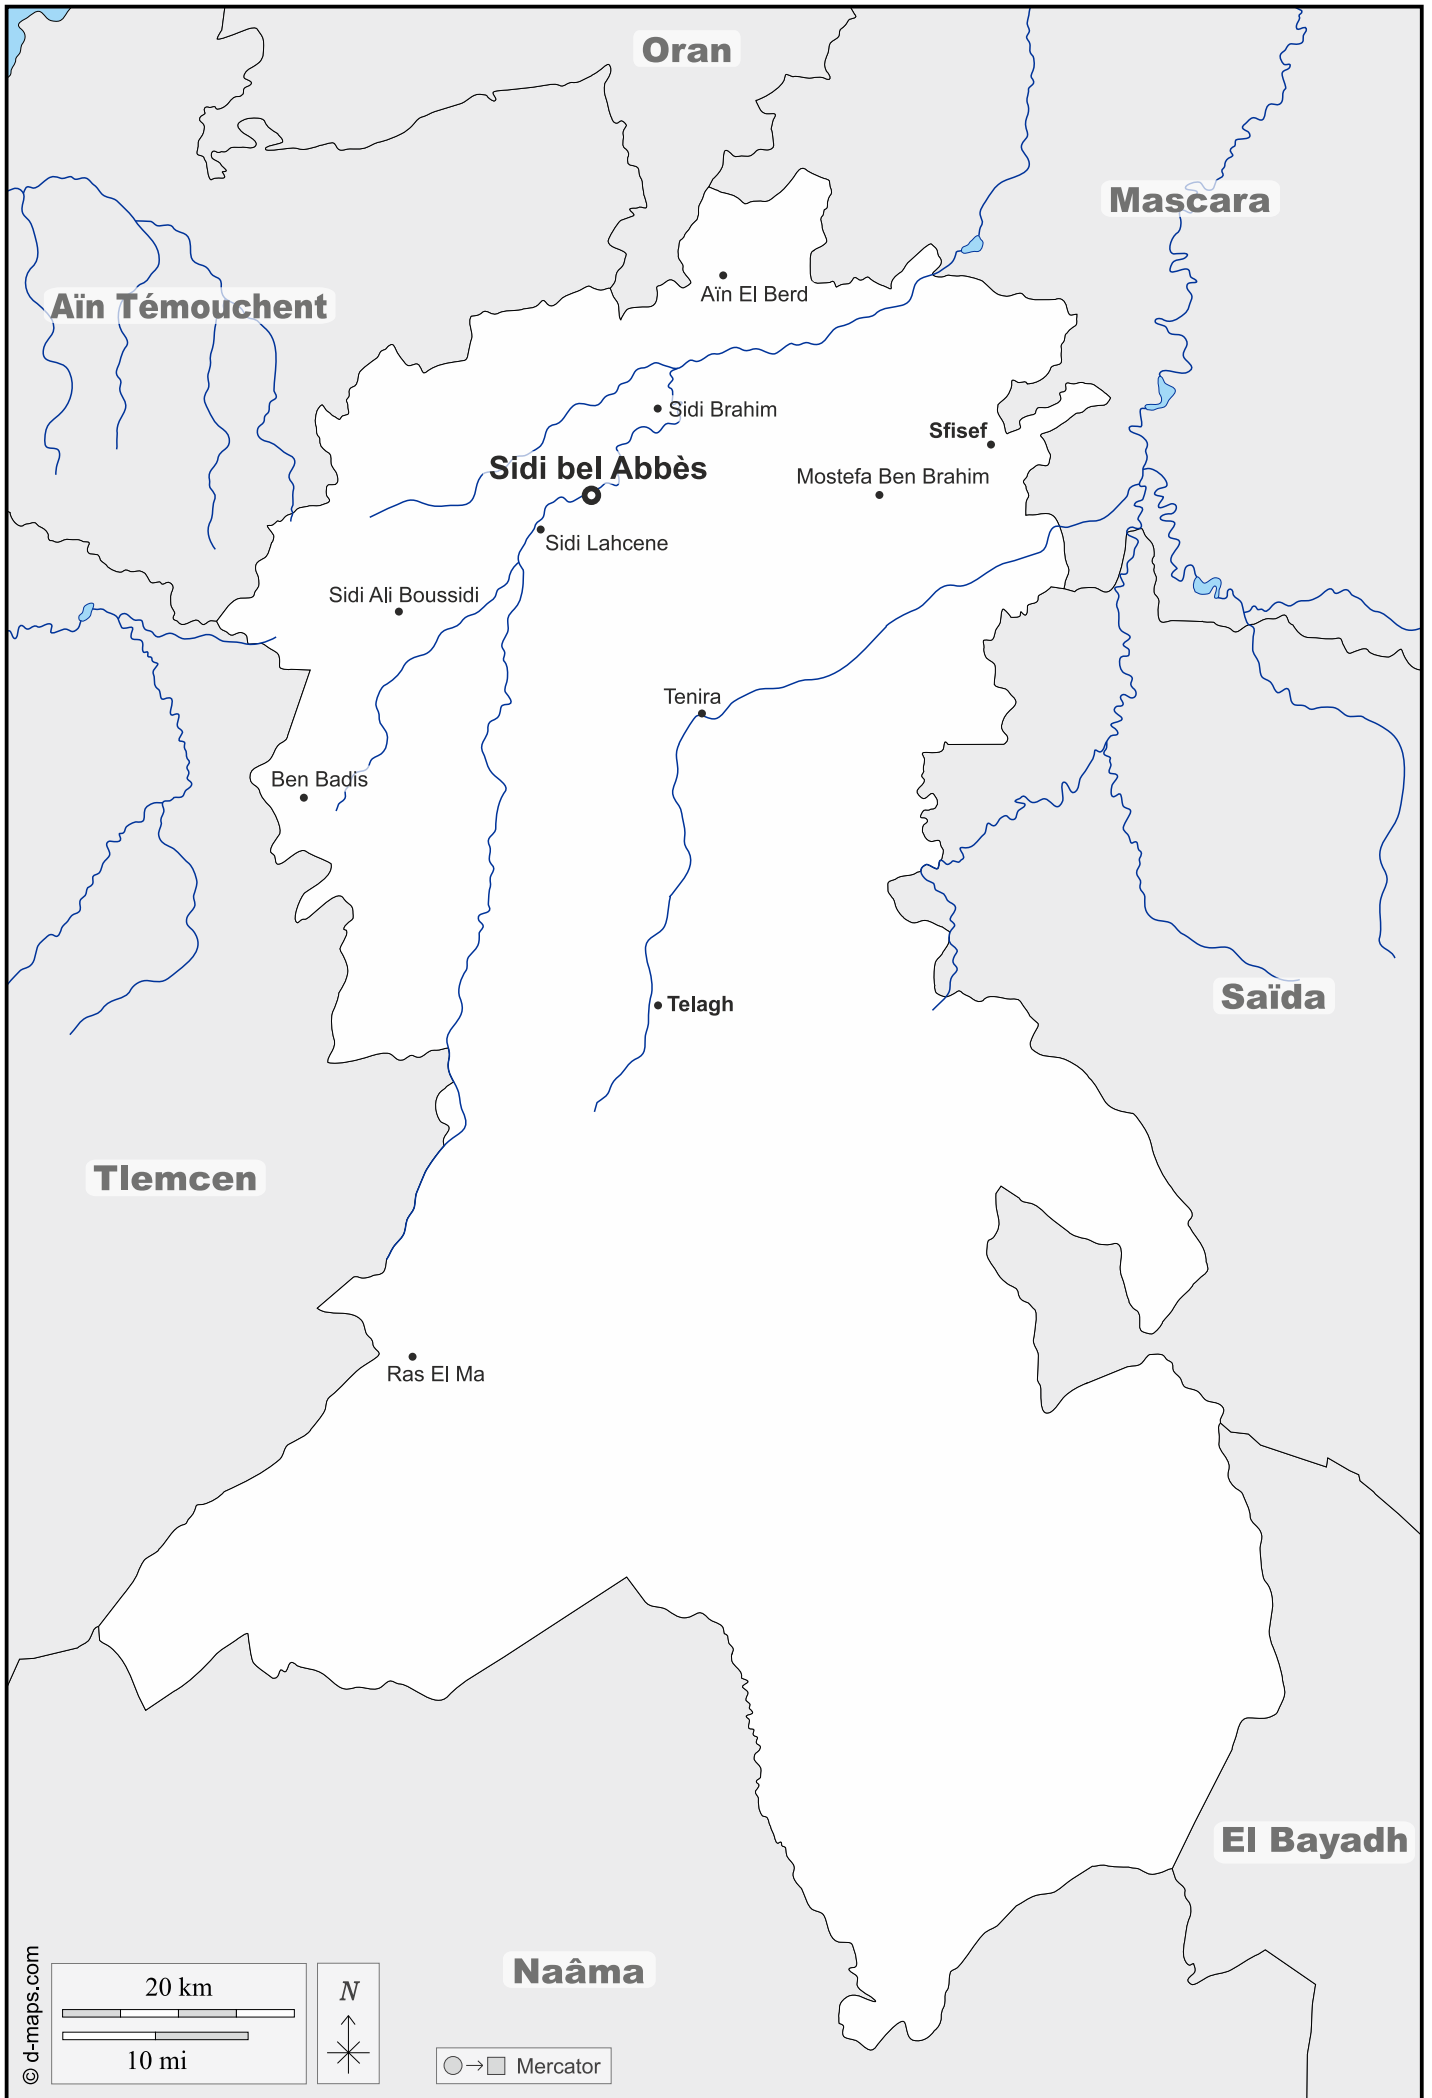 Oran
Mascara
Aïn Témouchent
Aïn El Berd
Sidi Brahim
Sfisef
Sidi bel Abbès
Mostefa Ben Brahim
Sidi Lahcene
Sidi Ali Boussidi
Tenira
Ben Badis
Saïda
Telagh
Tlemcen
Ras El Ma
El Bayadh
Naâma
© d-maps.com
20 km
10 mi
N
Mercator